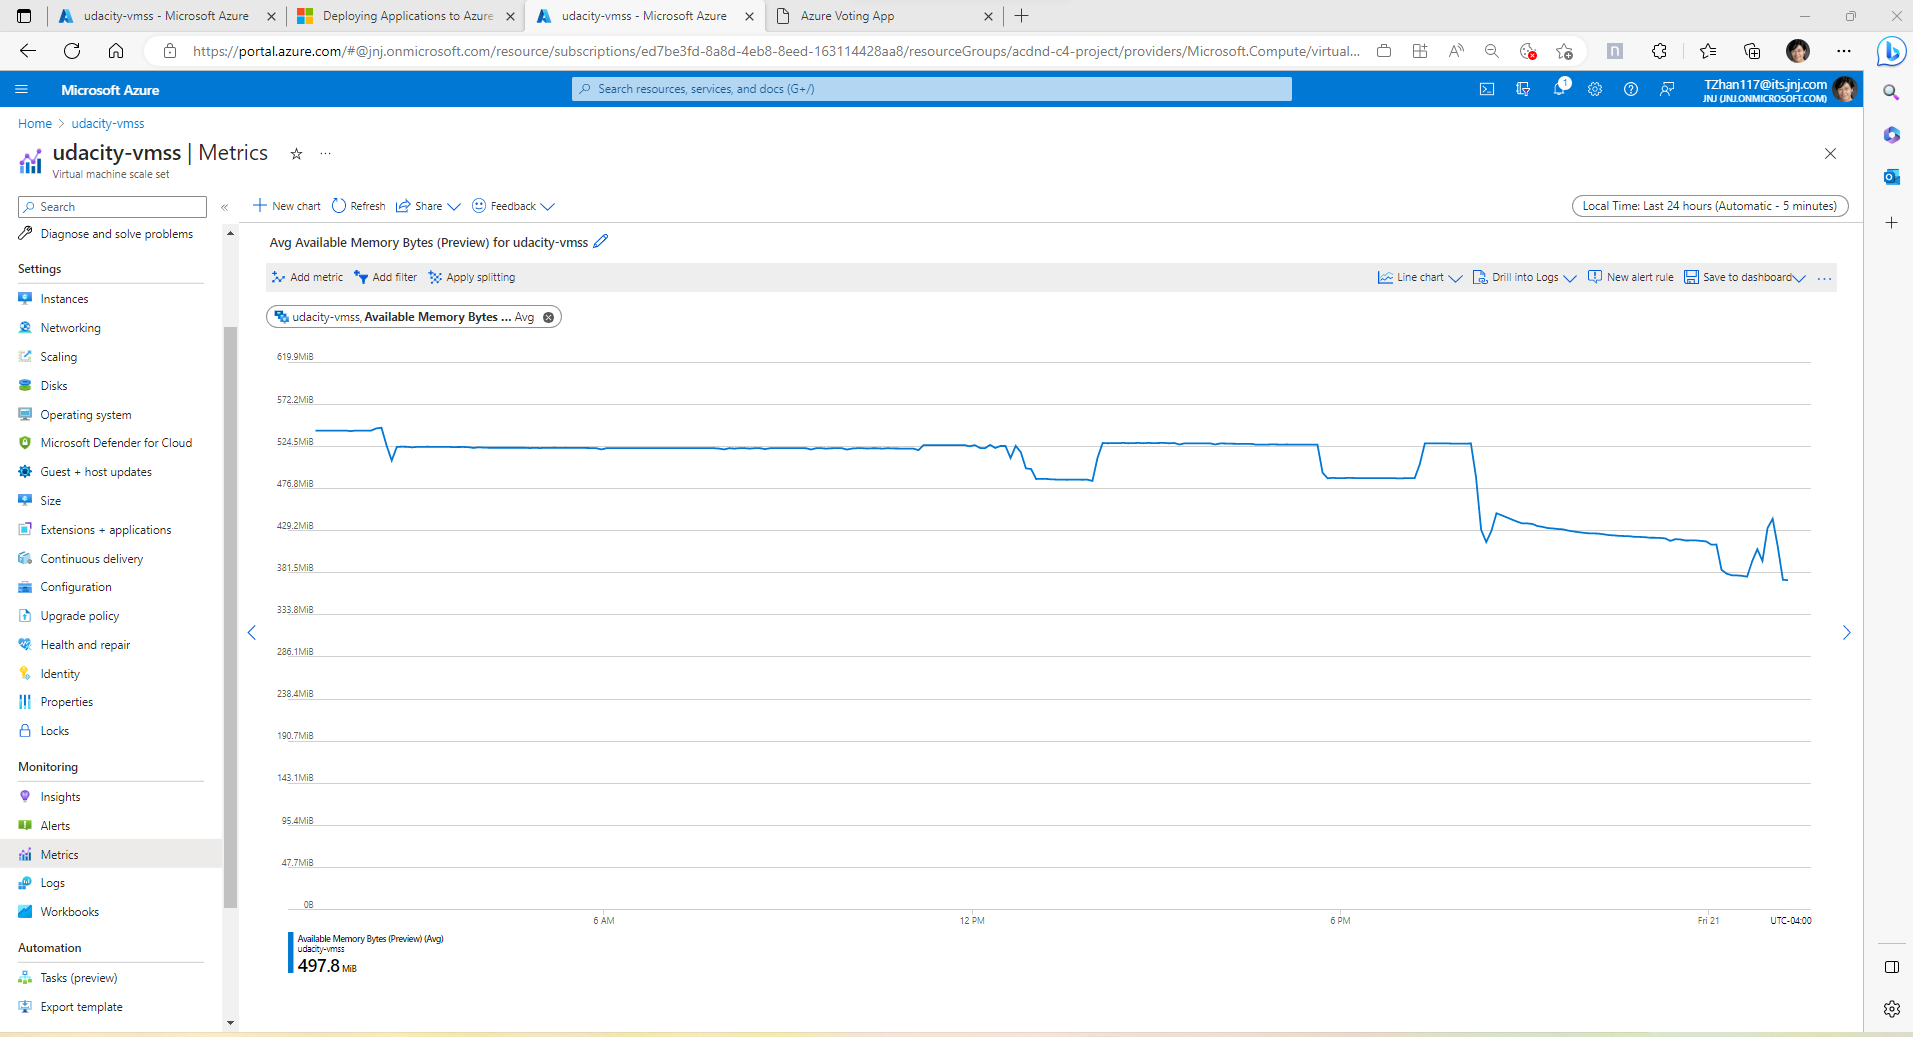 udacity-vmss - Microsoft Azure
Deploying Applications to Azure
udacity-vmss - Microsoft Azure
Azure Voting App
https://portal.azure.com/#@jnj.onmicrosoft.com/resource/subscriptions/ed7be3fd-8a8d-4eb8-8eed-163114428aa8/resourceGroups/acdnd-c4-project/providers/Microsoft.Compute/virtual...
Microsoft Azure
Search resources, services, and docs (G+/)
1
TZhan117@its.jnj.com
JNJ (JNJ.ONMICROSOFT.COM)
Home > udacity-vmss
udacity-vmss | Metrics
Virtual machine scale set
Search
Diagnose and solve problems
Settings
Instances
Networking
Scaling
Disks
Operating system
Microsoft Defender for Cloud
Guest + host updates
Size
Extensions + applications
Continuous delivery
Configuration
Upgrade policy
Health and repair
Identity
Properties
Locks
Monitoring
Insights
Alerts
Metrics
Logs
Workbooks
Automation
Tasks (preview)
Export template
New chart
Refresh
Share
Feedback
Local Time: Last 24 hours (Automatic - 5 minutes)
Avg Available Memory Bytes (Preview) for udacity-vmss
Add metric
Add filter
Apply splitting
Line chart
Drill into Logs
New alert rule
Save to dashboard
udacity-vmss, Available Memory Bytes ... Avg
619.9MiB
572.2MiB
524.5MiB
476.8MiB
429.2MiB
381.5MiB
333.8MiB
286.1MiB
238.4MiB
190.7MiB
143.1MiB
95.4MiB
47.7MiB
0B
6 AM
12 PM
6 PM
Fri 21
UTC-04:00
Available Memory Bytes (Preview) (Avg)
udacity-vmss
497.8 MiB